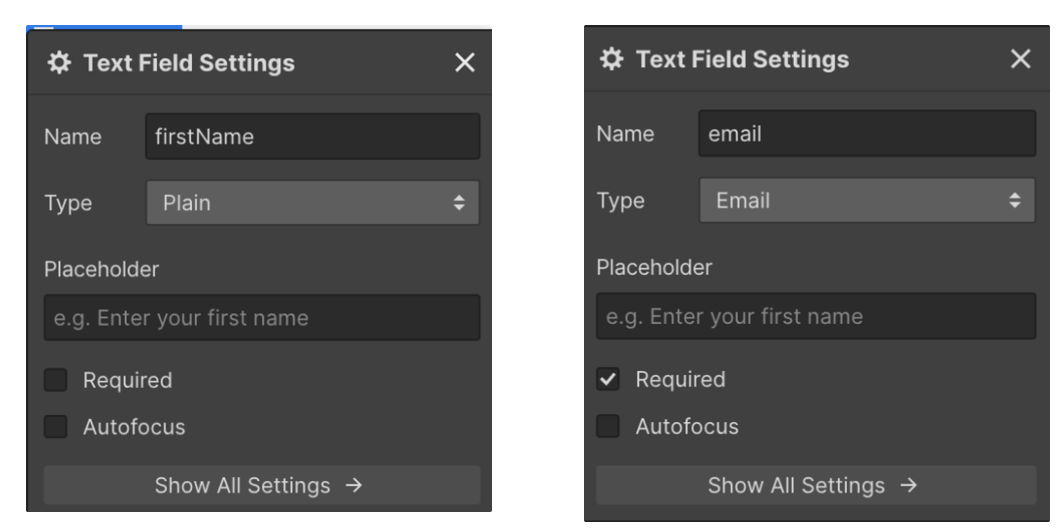 Text Field Settings
Name firstName
Type Plain
Placeholder
e.g. Enter your first name
Required
Autofocus
Show All Settings →
Text Field Settings
Name email
Type Email
Placeholder
e.g. Enter your first name
Required
Autofocus
Show All Settings →